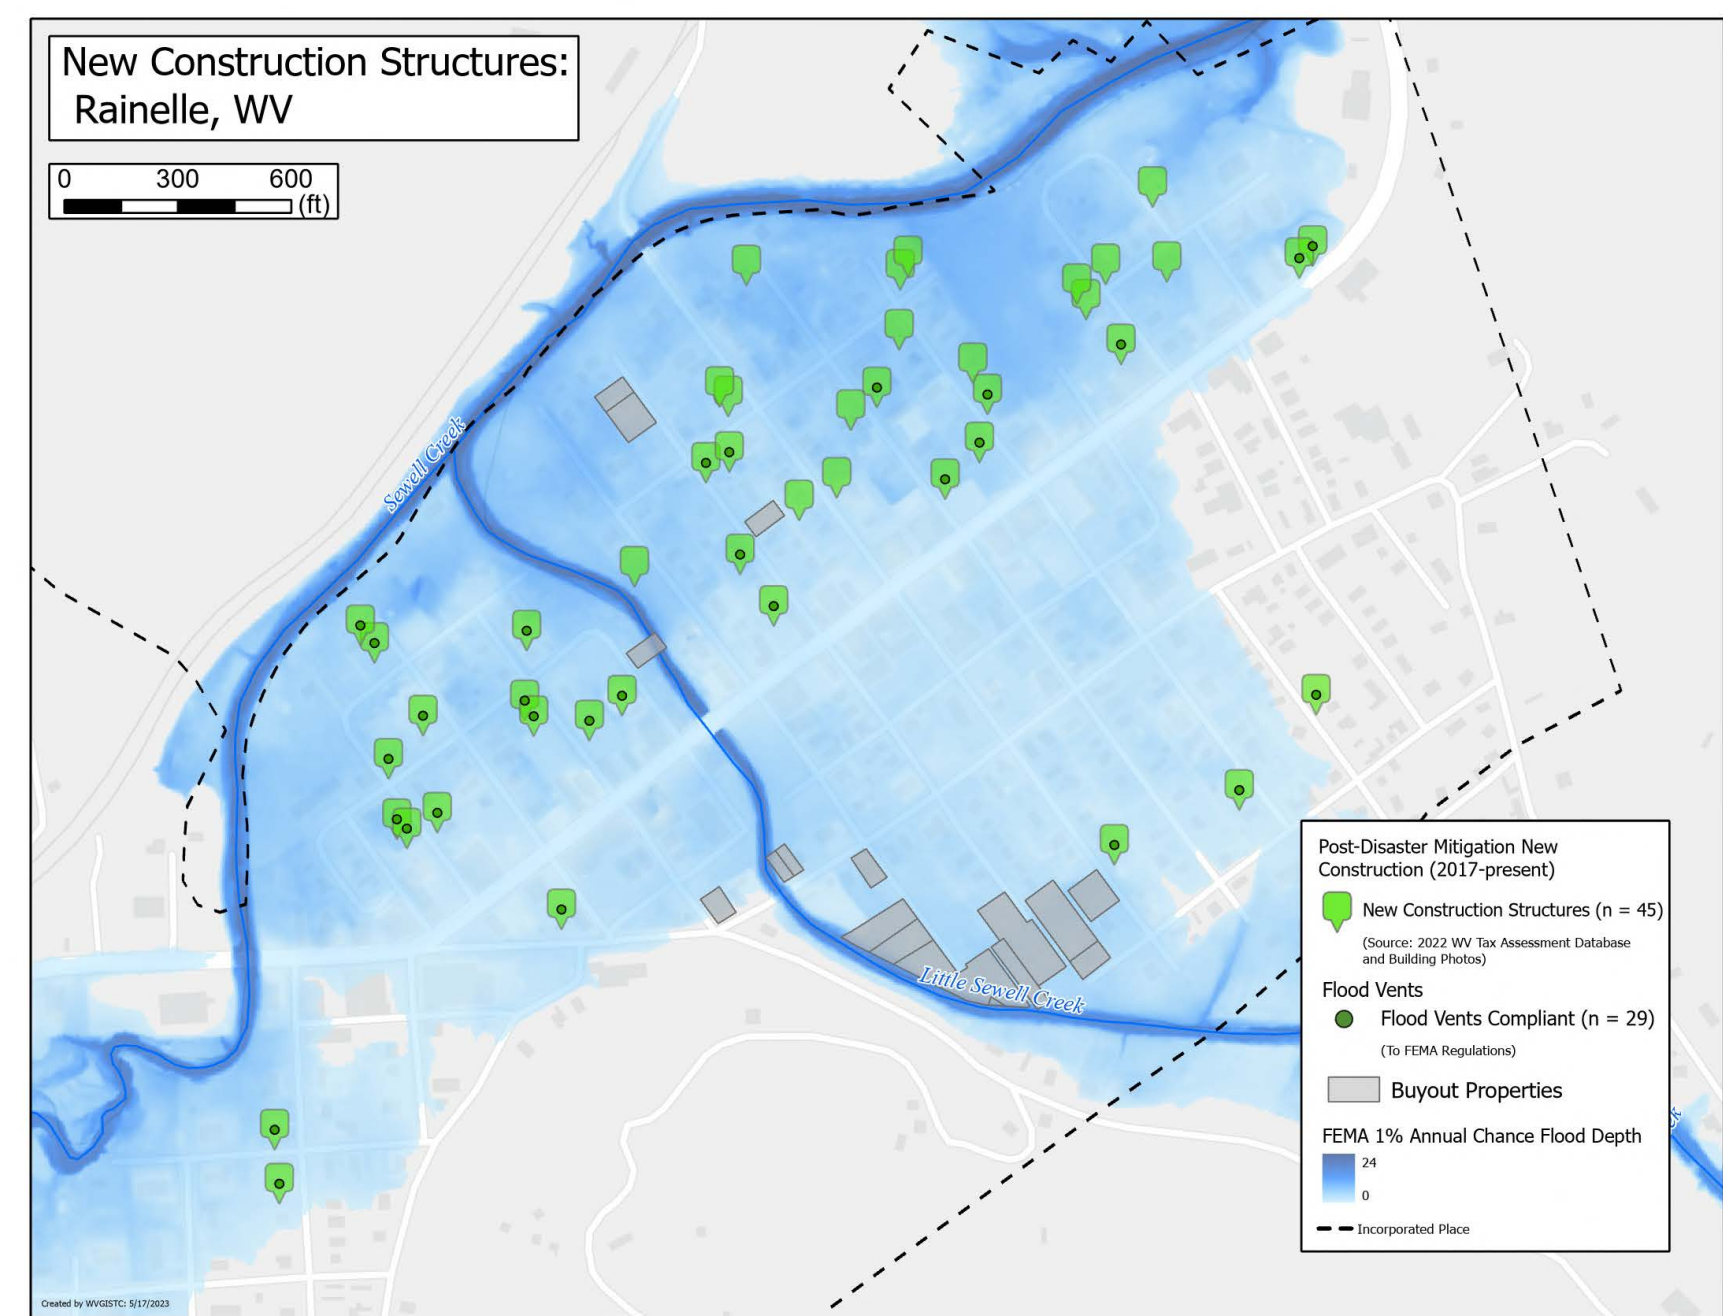 New Construction Structures:
Rainelle, WV
0 300 600
(ft)
Sewell Creek
Little Sewell Creek
Post-Disaster Mitigation New
Construction (2017-present)
New Construction Structures (n = 45)
(Source: 2022 WV Tax Assessment Database
and Building Photos)
Flood Vents
Flood Vents Compliant (n = 29)
(To FEMA Regulations)
Buyout Properties
FEMA 1% Annual Chance Flood Depth
24
0
Incorporated Place
Created by WVGISTC: 5/17/2023